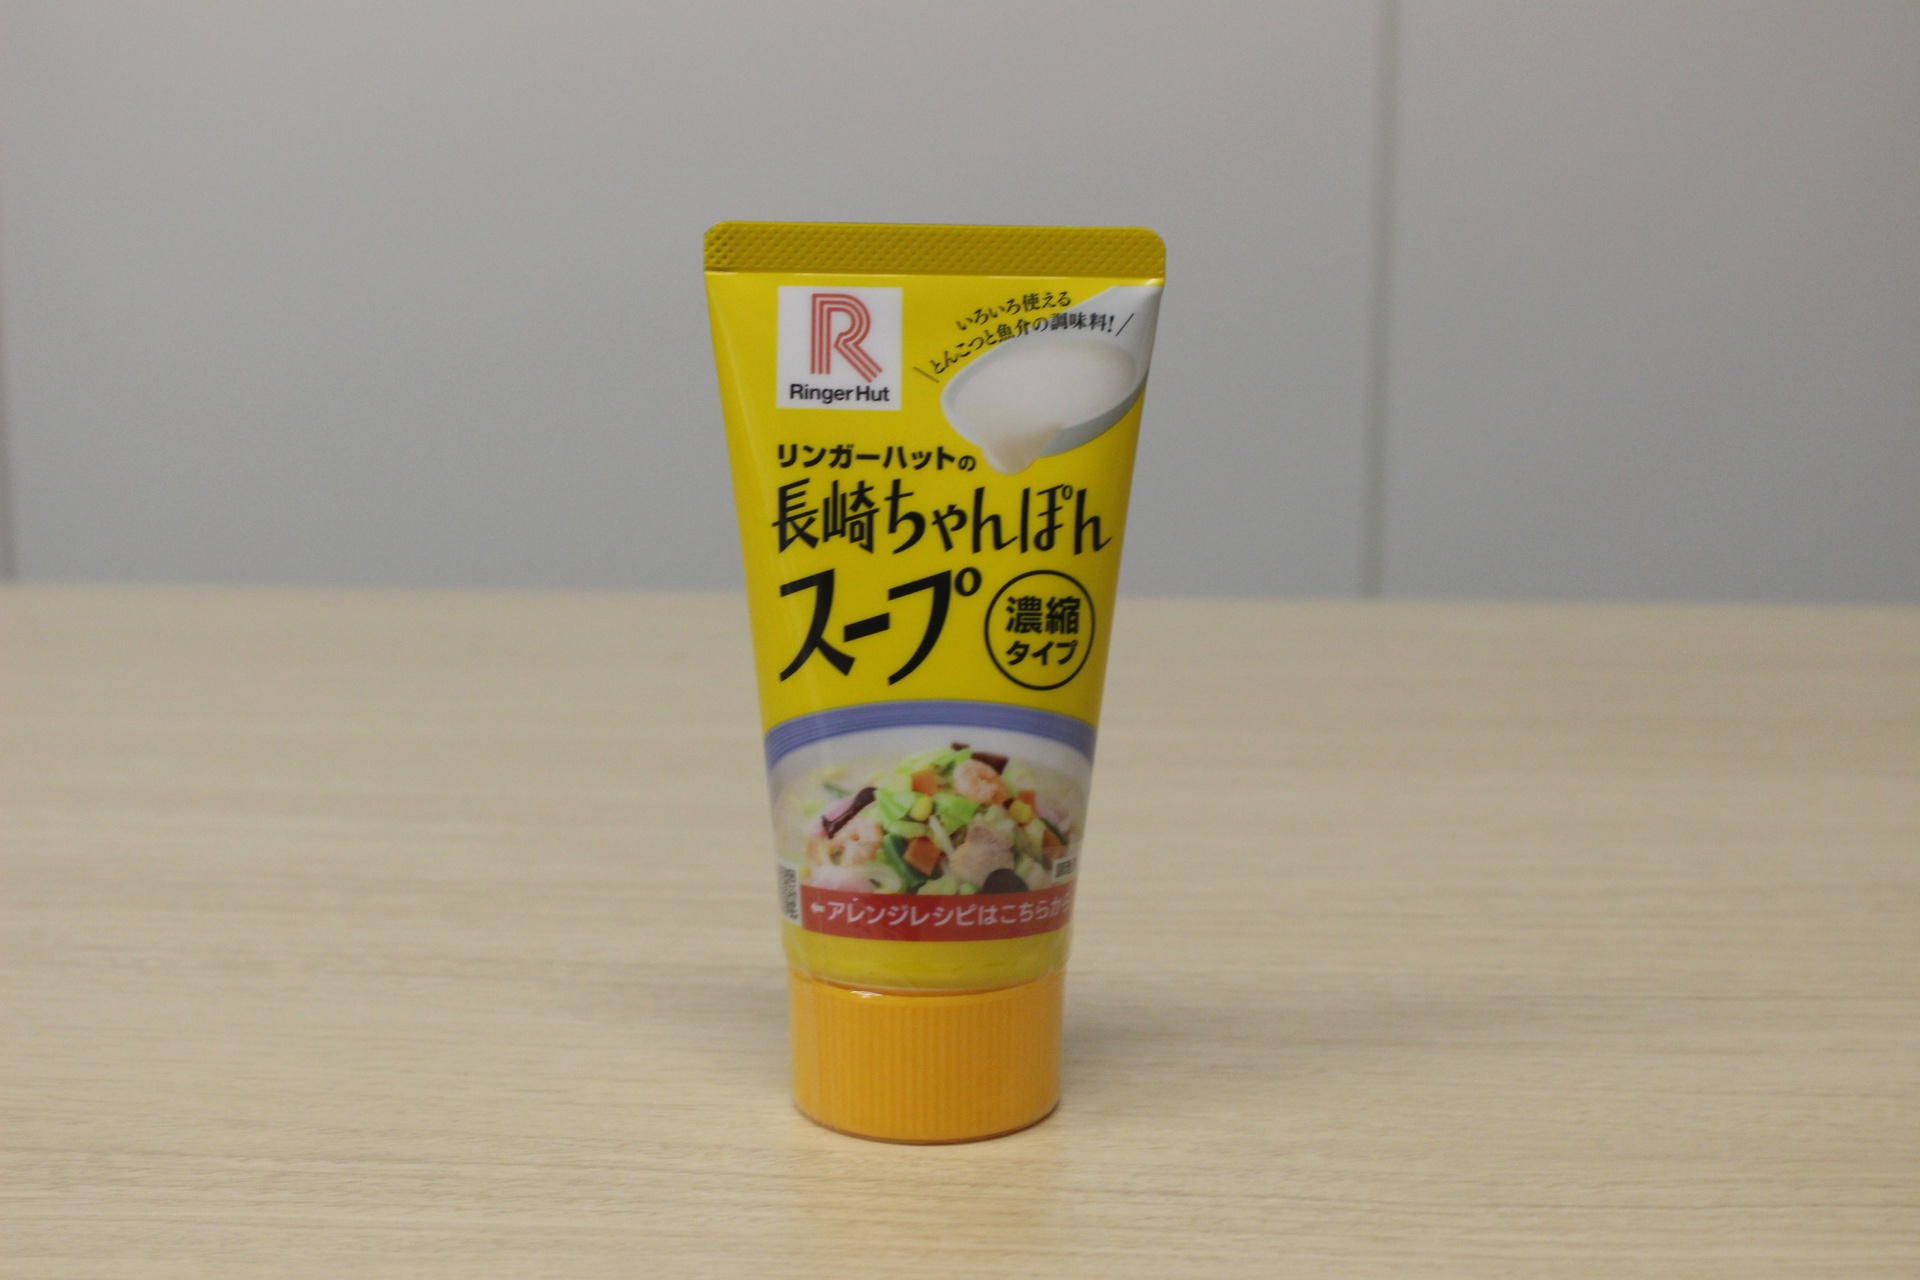 RingerHut
いろいろ使える
とんこつと魚介の調味料!
リンガーハットの
長崎ちゃんぽん
スープ
濃縮
タイプ
←アレンジレシピはこちらから